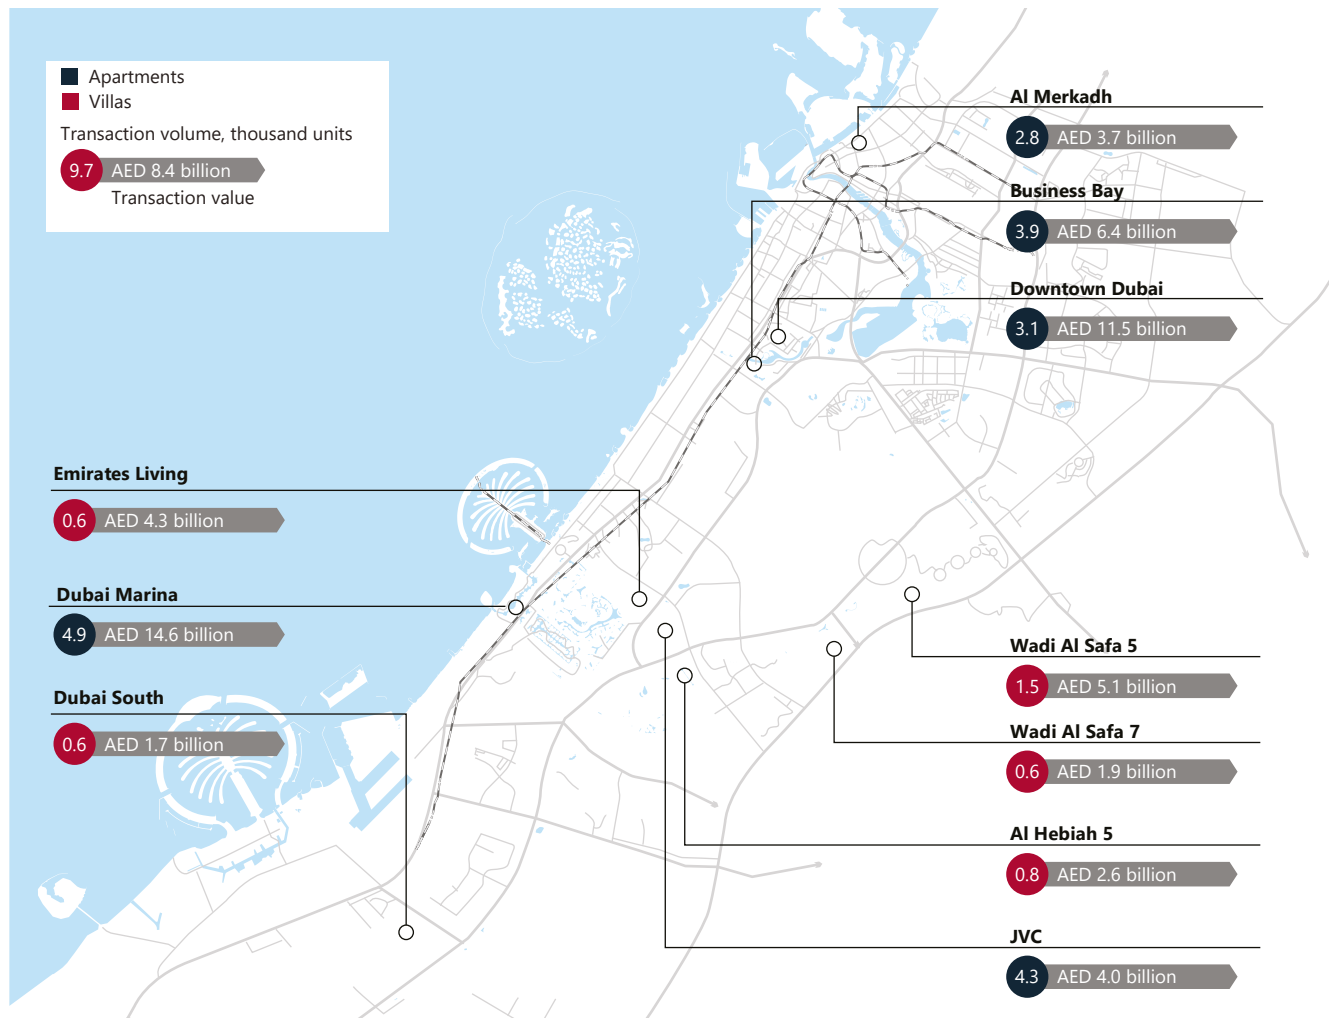 Apartments
Villas
Transaction volume, thousand units
9.7 AED 8.4 billion
Transaction value
Al Merkadh
2.8 AED 3.7 billion
Business Bay
3.9 AED 6.4 billion
Downtown Dubai
3.1 AED 11.5 billion
Emirates Living
0.6 AED 4.3 billion
Dubai Marina
4.9 AED 14.6 billion
Dubai South
0.6 AED 1.7 billion
Wadi Al Safa 5
1.5 AED 5.1 billion
Wadi Al Safa 7
0.6 AED 1.9 billion
Al Hebiah 5
0.8 AED 2.6 billion
JVC
4.3 AED 4.0 billion